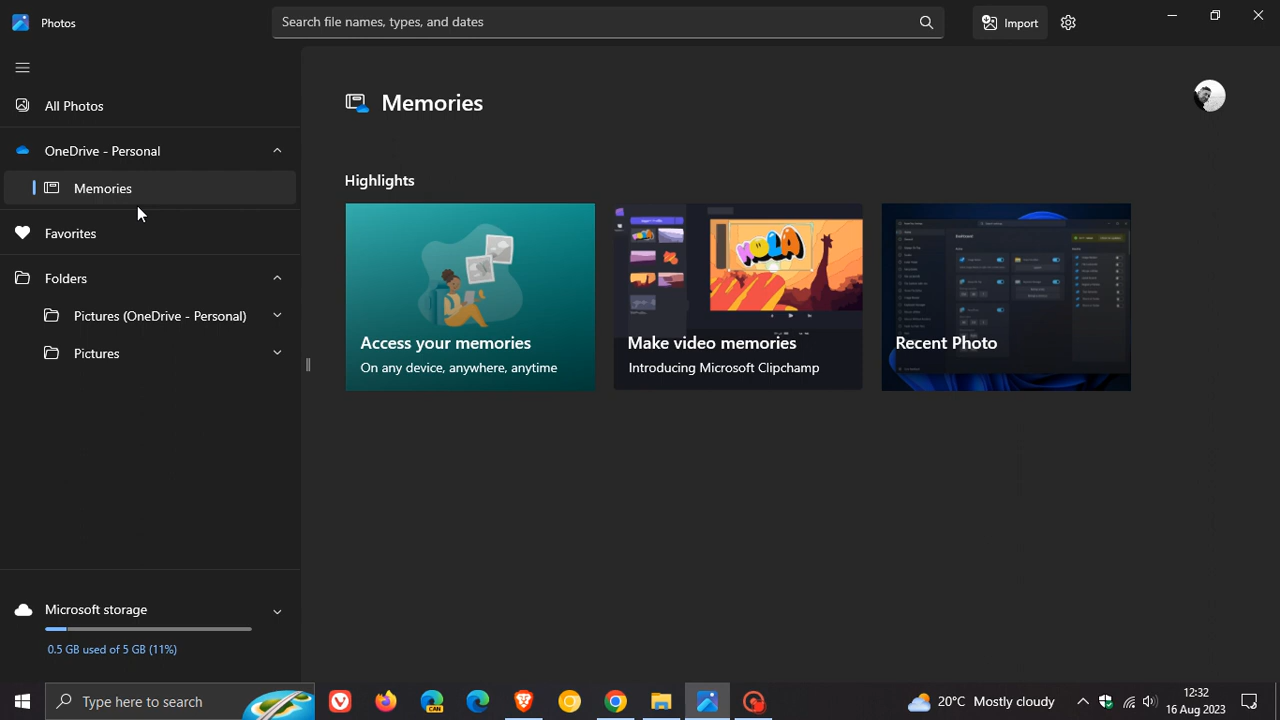 Photos
Search file names, types, and dates
Import
All Photos
OneDrive - Personal
Memories
Favorites
Folders
Pictures (OneDrive - Personal)
Pictures
Microsoft storage
0.5 GB used of 5 GB (11%)
Memories
Highlights
Access your memories
On any device, anywhere, anytime
HOLA
Make video memories
Introducing Microsoft Clipchamp
Recent Photo
Type here to search
CAN
20°C Mostly cloudy
12:32
16 Aug 2023